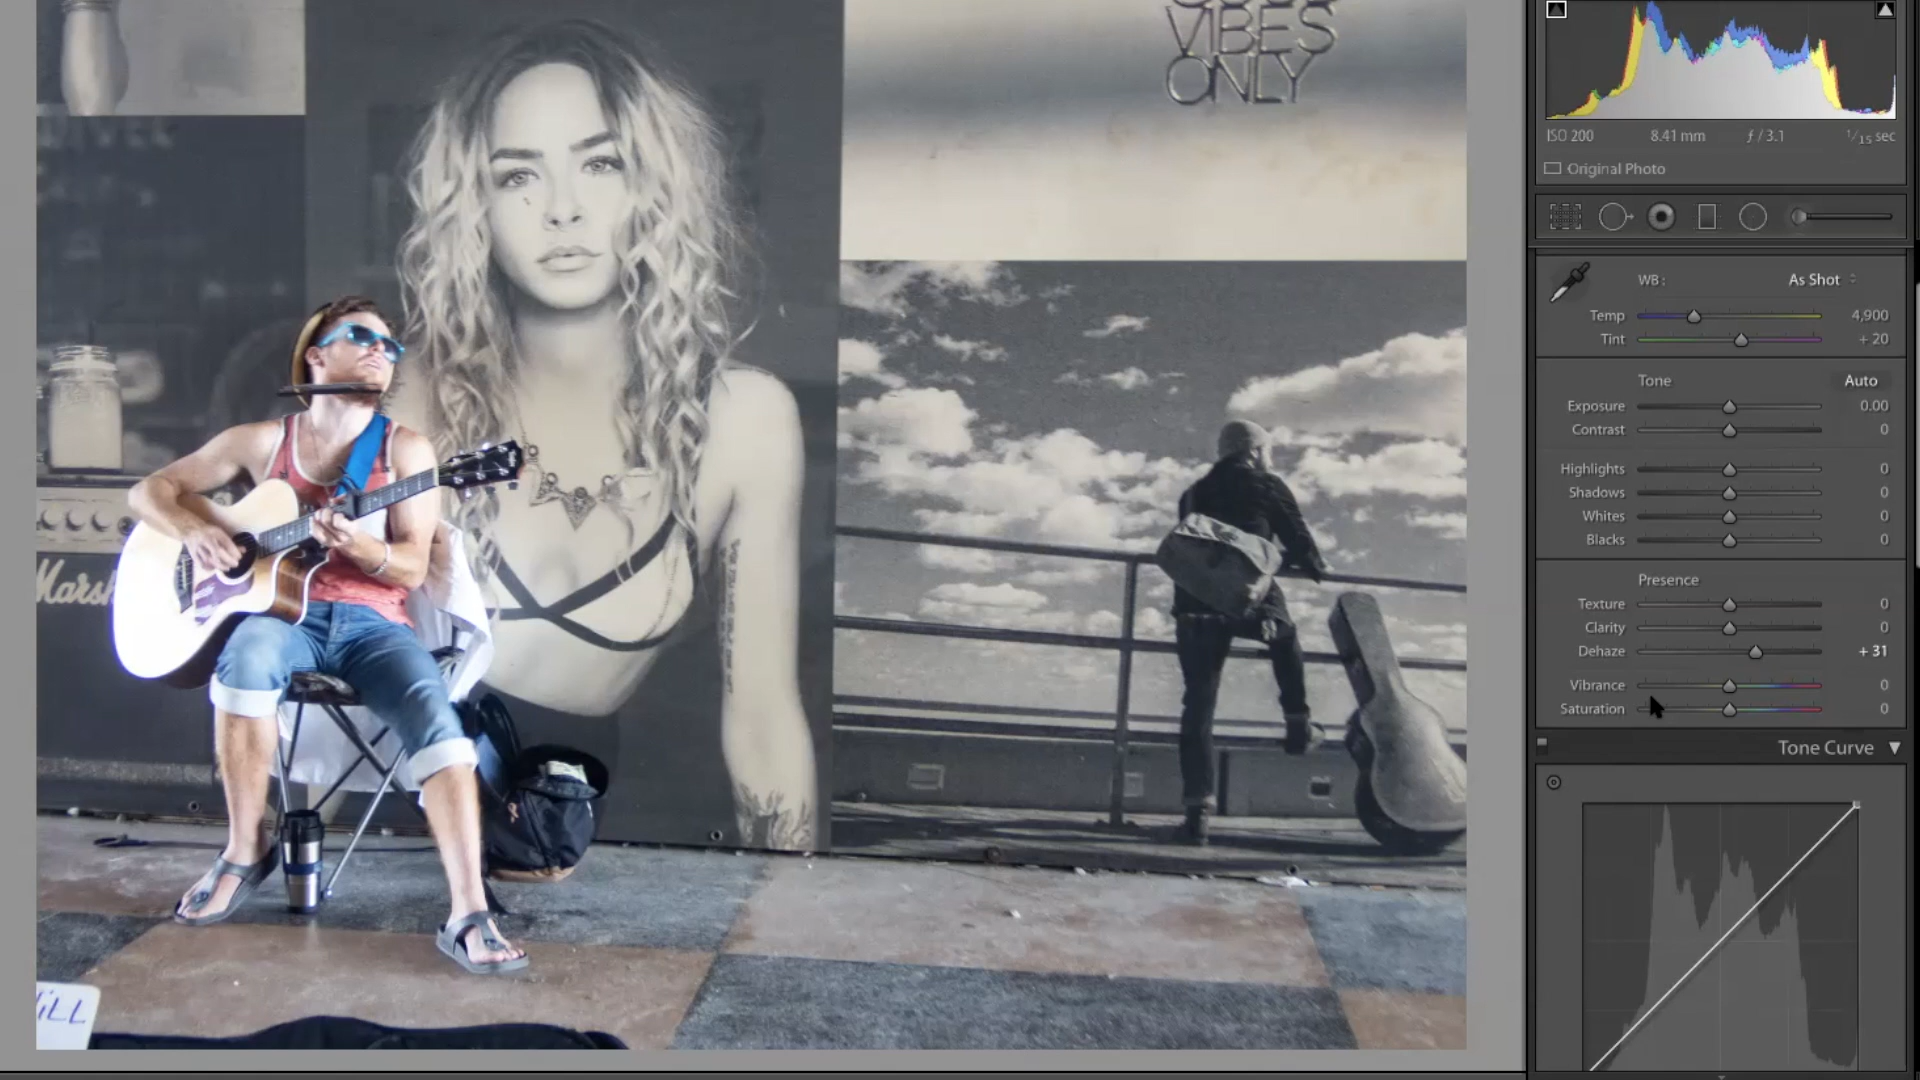 VIBES
ONLY
Mars
ILL
ISO 200 8.41 mm ƒ / 3.1 1/15 sec
Original Photo
WB: As Shot
Temp 4,900
Tint + 20
Tone Auto
Exposure 0.00
Contrast 0
Highlights 0
Shadows 0
Whites 0
Blacks 0
Presence
Texture 0
Clarity 0
Dehaze + 31
Vibrance 0
Saturation 0
Tone Curve